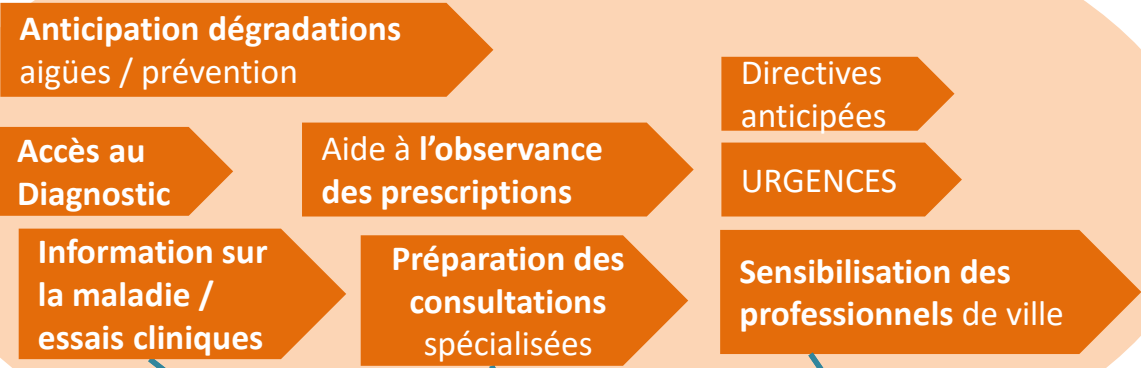 Anticipation dégradations
aigües / prévention
Directives
anticipées
Accès au
Diagnostic
Aide à l'observance
des prescriptions
URGENCES
Information sur
la maladie /
essais cliniques
Préparation des
consultations
spécialisées
Sensibilisation des
professionnels de ville